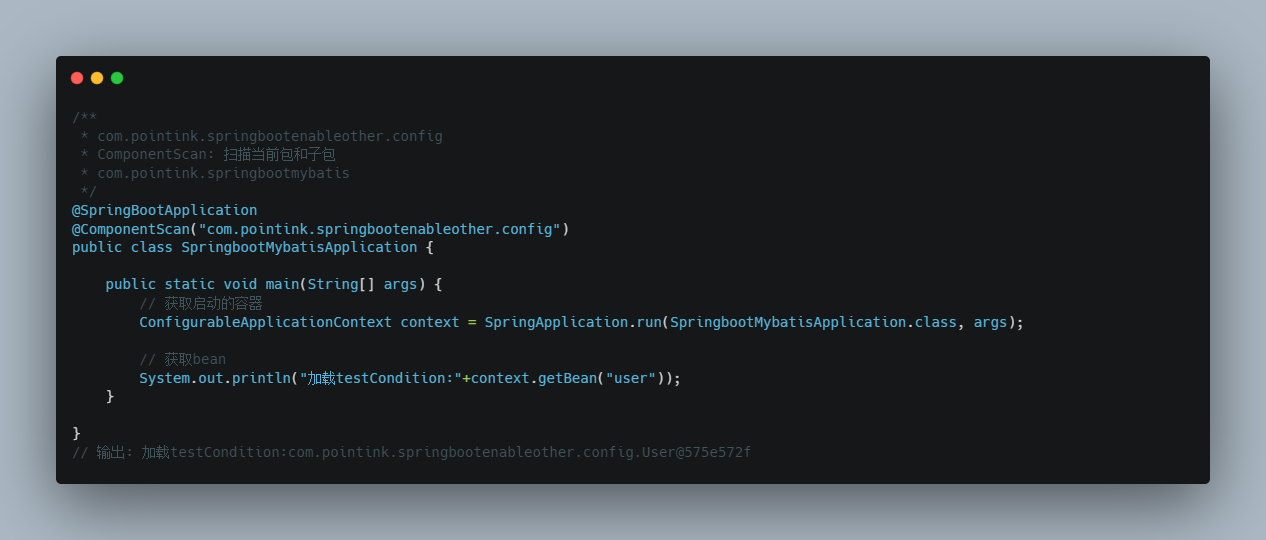 /**
 * com.pointink.springbootenableother.config
 * ComponentScan: 扫描当前包和子包
 * com.pointink.springbootmybatis
 */
@SpringBootApplication
@ComponentScan("com.pointink.springbootenableother.config")
public class SpringbootMybatisApplication {
    public static void main(String[] args) {
        // 获取启动的容器
        ConfigurableApplicationContext context = SpringApplication.run(SpringbootMybatisApplication.class, args);
        // 获取bean
        System.out.println("加载testCondition:"+context.getBean("user"));
    }
}
// 输出: 加载testCondition:com.pointink.springbootenableother.config.User@575e572f